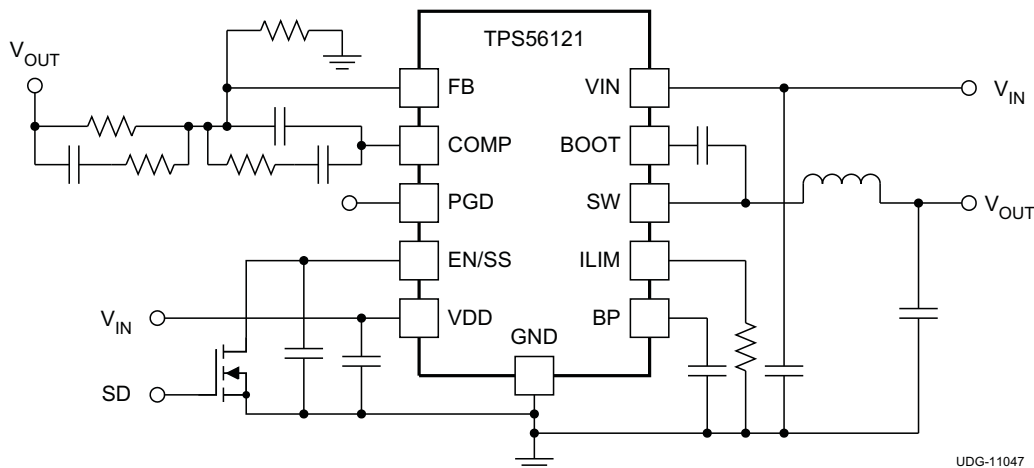 TPS56121
VOUT
FB
VIN
VIN
COMP
BOOT
PGD
SW
VOUT
EN/SS
ILIM
VIN
VDD
BP
GND
SD
UDG-11047